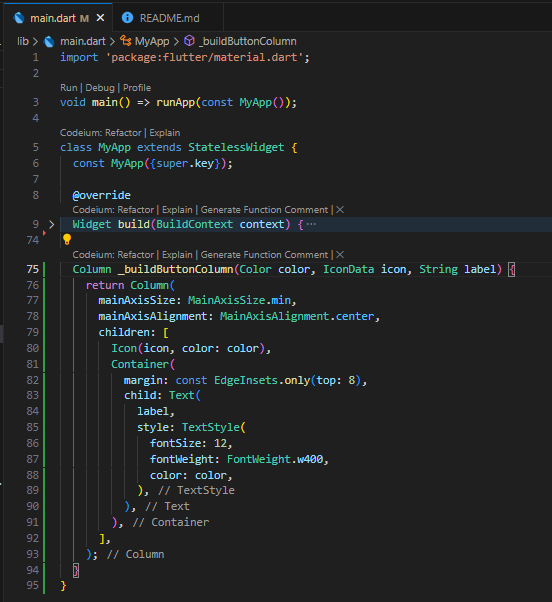 main.dart M
README.md
lib > main.dart > MyApp > _buildButtonColumn
1 import 'package:flutter/material.dart';
2
Run | Debug | Profile
3 void main() => runApp(const MyApp());
4
Codeium: Refactor | Explain
5 class MyApp extends StatelessWidget {
6 const MyApp({super.key});
7
8 @override
Codeium: Refactor | Explain | Generate Function Comment | ×
9 > Widget build(BuildContext context) { ···
74
Codeium: Refactor | Explain | Generate Function Comment | ×
75 Column _buildButtonColumn(Color color, IconData icon, String label) {
76 return Column(
77 mainAxisSize: MainAxisSize.min,
78 mainAxisAlignment: MainAxisAlignment.center,
79 children: [
80 Icon(icon, color: color),
81 Container(
82 margin: const EdgeInsets.only(top: 8),
83 child: Text(
84 label,
85 style: TextStyle(
86 fontSize: 12,
87 fontWeight: FontWeight.w400,
88 color: color,
89 ), // TextStyle
90 ), // Text
91 ), // Container
92 ],
93 ); // Column
94 }
95 }